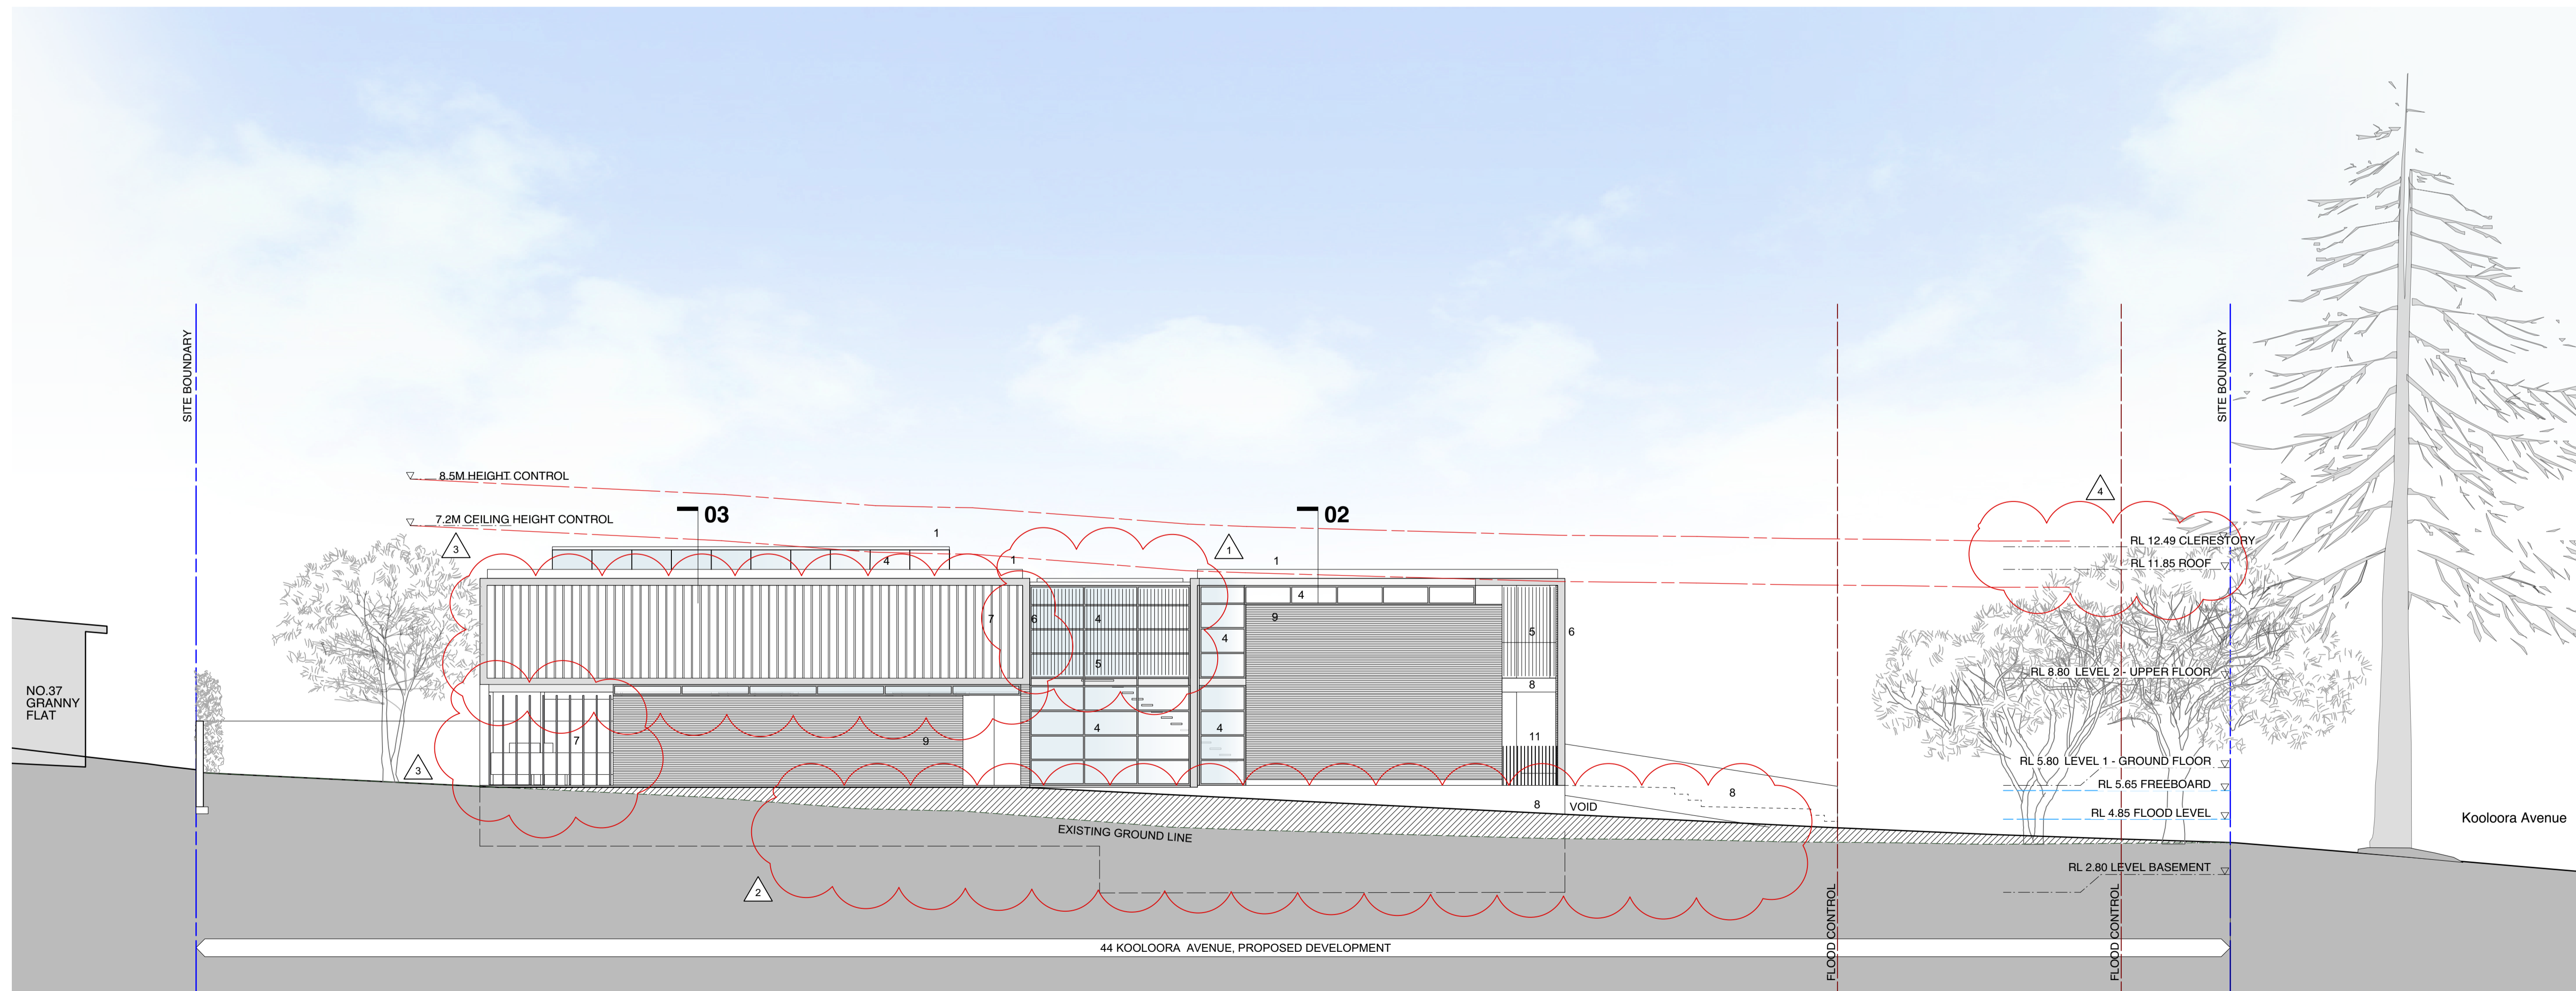 SITE BOUNDARY
SITE BOUNDARY
8.5M HEIGHT CONTROL
7.2M CEILING HEIGHT CONTROL
03
02
4
3
1
1
1
1
RL 12.49 CLERESTORY
RL 11.85 ROOF
4
4
7
6
4
9
4
5
6
5
RL 8.80 LEVEL 2 - UPPER FLOOR
8
NO.37
GRANNY
FLAT
7
9
4
4
11
RL 5.80 LEVEL 1 - GROUND FLOOR
3
RL 5.65 FREEBOARD
8
8
VOID
RL 4.85 FLOOD LEVEL
Kooloora Avenue
EXISTING GROUND LINE
RL 2.80 LEVEL BASEMENT
2
FLOOD CONTROL
FLOOD CONTROL
44 KOOLOORA AVENUE, PROPOSED DEVELOPMENT